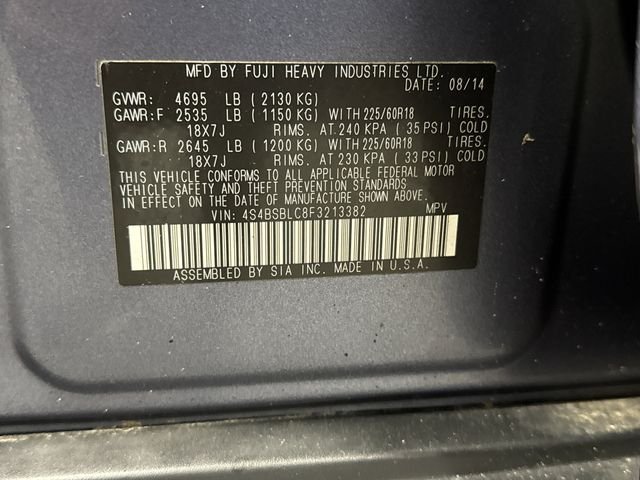 MFD BY FUJI HEAVY INDUSTRIES LTD.
DATE: 08/14
GVWR: 4695 LB (2130 KG)
GAWR:F 2535 LB (1150 KG) WITH 225/60R18 TIRES.
18X7J RIMS. AT 240 KPA (35 PSI) COLD
GAWR:R 2645 LB (1200 KG) WITH 225/60R18 TIRES.
18X7J RIMS. AT 230 KPA (33 PSI) COLD
THIS VEHICLE CONFORMS TO ALL APPLICABLE FEDERAL MOTOR
VEHICLE SAFETY AND THEFT PREVENTION STANDARDS
IN EFFECT ON THE DATE OF MANUFACTURE SHOWN ABOVE.
VIN: 4S4BSBLC8F3213382 MPV
ASSEMBLED BY SIA INC. MADE IN U.S.A.